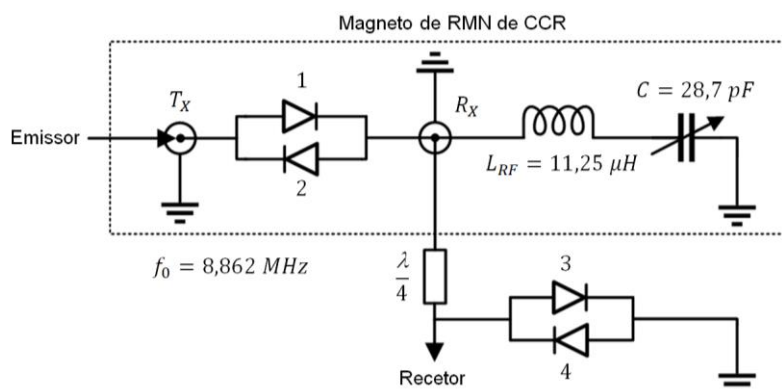 Magneto de RMN de CCR
1
T_X
R_X
C = 28,7 pF
Emissor
2
L_RF = 11,25 μH
f_0 = 8,862 MHz
λ/4
3
4
Recetor